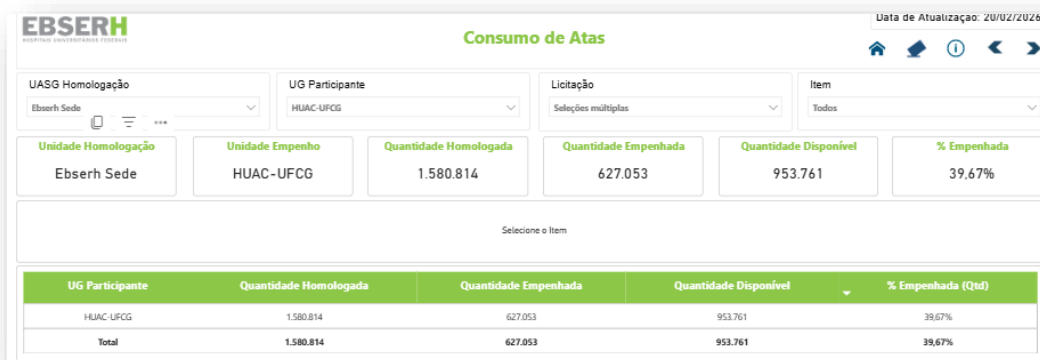 EBSERH
HOSPITAIS UNIVERSITÁRIOS FEDERAIS
Data de Atualização: 20/02/2026
Consumo de Atas
UASG Homologação
Ebserh Sede
UG Participante
HUAC-UFCG
Licitação
Seleções múltiplas
Item
Todos
Unidade Homologação
Ebserh Sede
Unidade Empenho
HUAC-UFCG
Quantidade Homologada
1.580.814
Quantidade Empenhada
627.053
Quantidade Disponível
953.761
% Empenhada
39,67%
Selecione o Item
UG Participante Quantidade Homologada Quantidade Empenhada Quantidade Disponível % Empenhada (Qtd)
HUAC-UFCG 1.580.814 627.053 953.761 39,67%
Total 1.580.814 627.053 953.761 39,67%